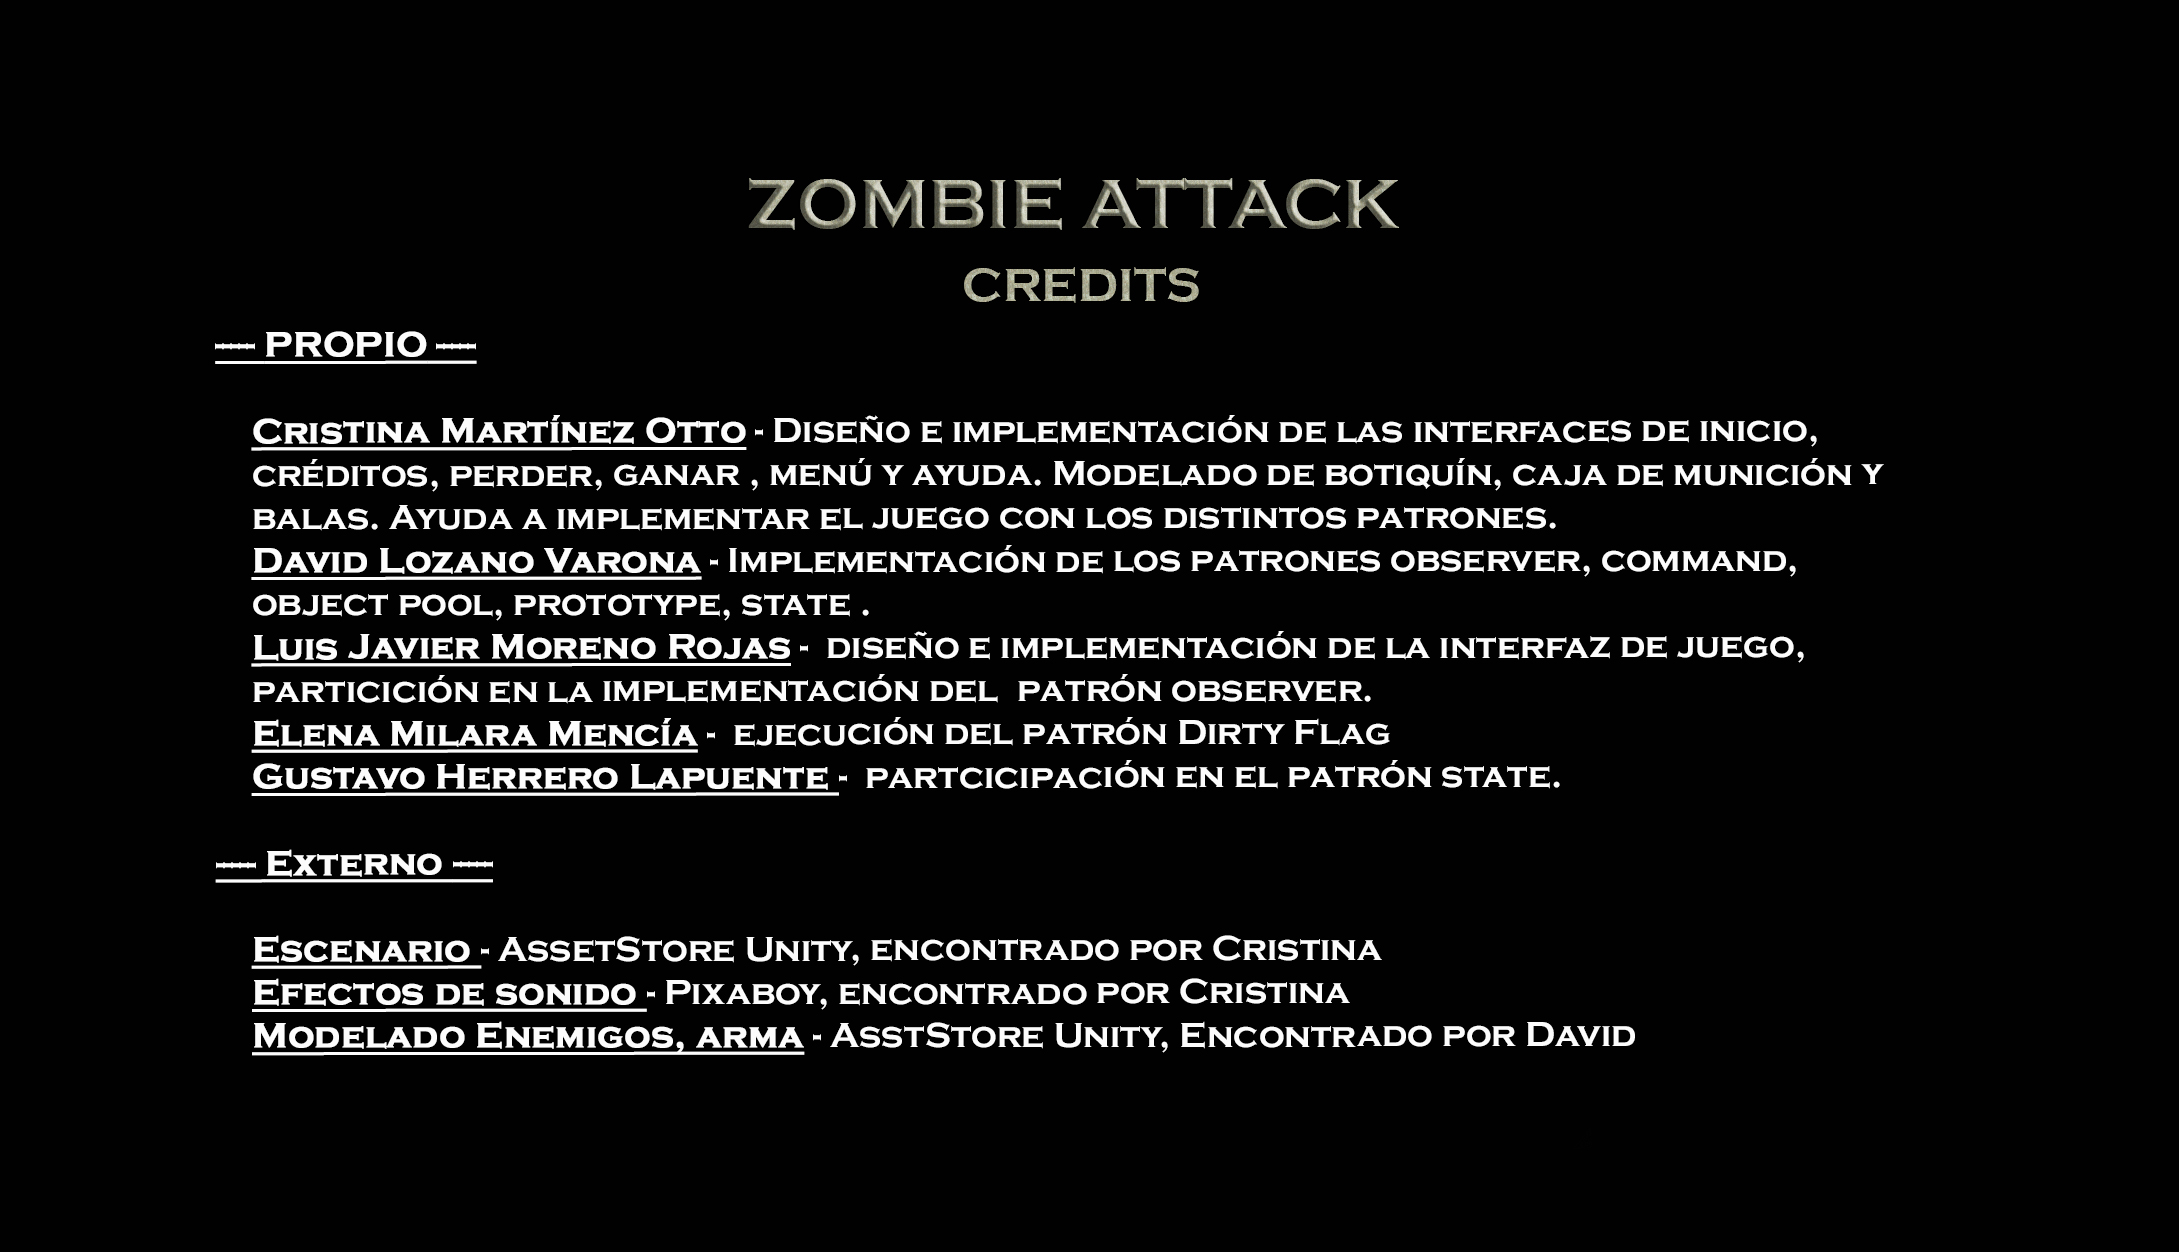 ZOMBIE ATTACK
CREDITS
---- PROPIO ----
Cristina Martínez Otto - Diseño e implementación de las interfaces de inicio,
créditos, perder, ganar , menú y ayuda. Modelado de botiquín, caja de munición y
balas. Ayuda a implementar el juego con los distintos patrones.
David Lozano Varona - Implementación de los patrones observer, command,
object pool, prototype, state .
Luis Javier Moreno Rojas -  diseño e implementación de la interfaz de juego,
particición en la implementación del  patrón observer.
Elena Milara Mencía -  ejecución del patrón Dirty Flag
Gustavo Herrero Lapuente -  partcicipación en el patrón state.
---- Externo ----
Escenario - AssetStore Unity, encontrado por Cristina
Efectos de sonido - Pixaboy, encontrado por Cristina
Modelado Enemigos, arma - AsstStore Unity, Encontrado por David